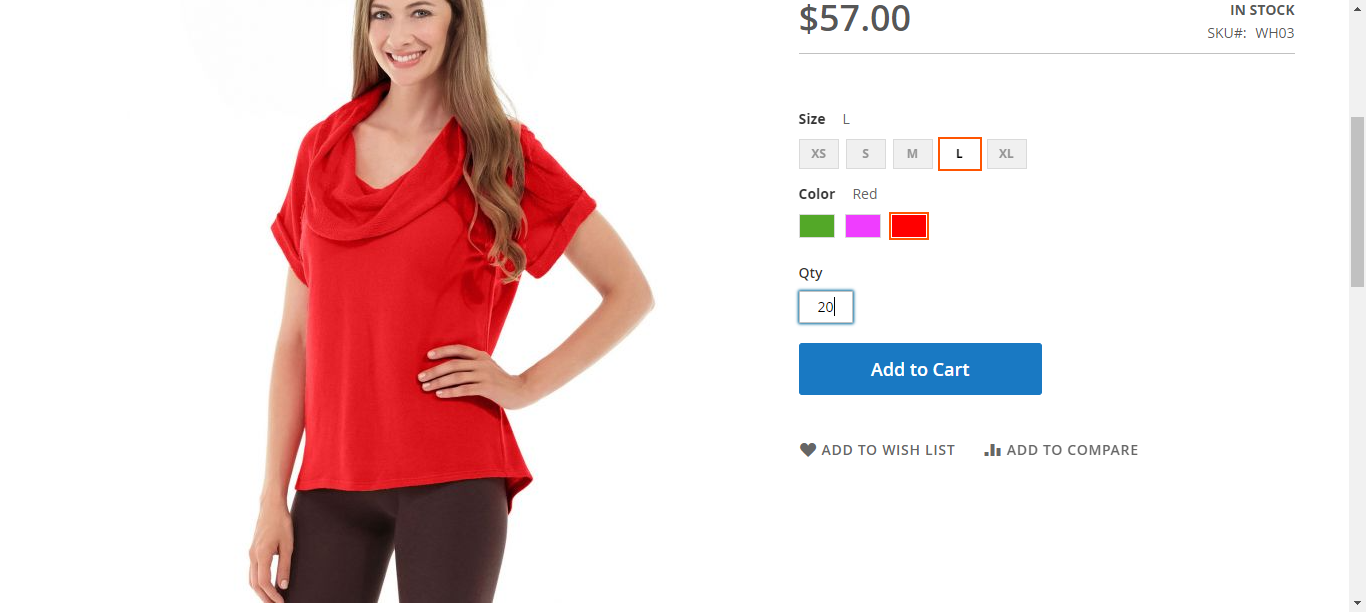 $57.00
IN STOCK
SKU#: WH03
Size L
XS S M L XL
Color Red
Qty
20
Add to Cart
ADD TO WISH LIST ADD TO COMPARE